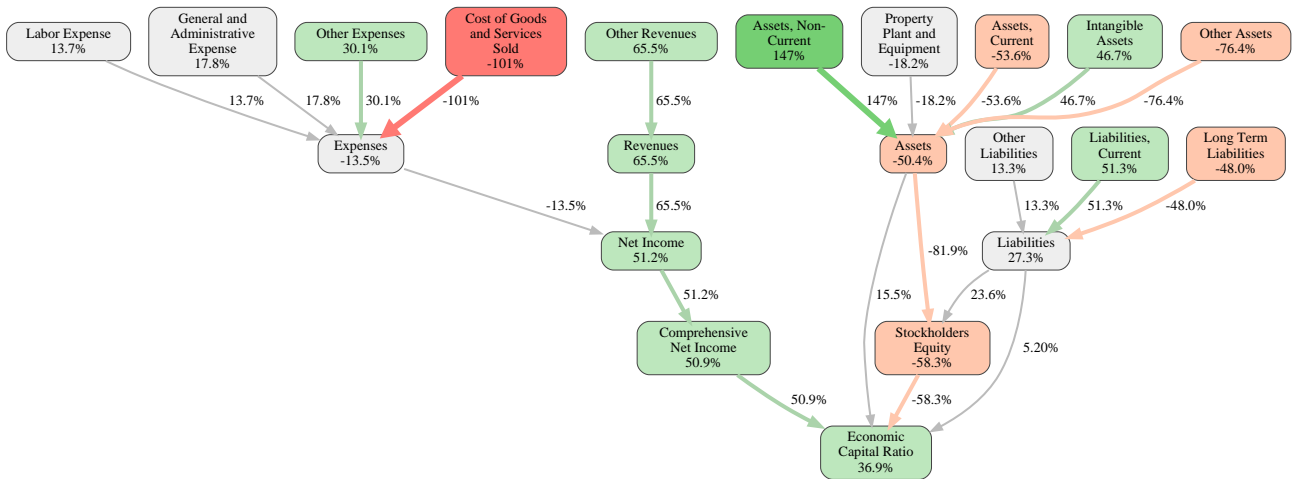 Labor Expense
13.7%
General and
Administrative
Expense
17.8%
Other Expenses
30.1%
Cost of Goods
and Services
Sold
-101%
Other Revenues
65.5%
Assets, Non-
Current
147%
Property
Plant and
Equipment
-18.2%
Assets,
Current
-53.6%
Intangible
Assets
46.7%
Other Assets
-76.4%
13.7%
17.8%
30.1%
-101%
65.5%
147%
-18.2%
-53.6%
46.7%
-76.4%
Expenses
-13.5%
Revenues
65.5%
Assets
-50.4%
Other
Liabilities
13.3%
Liabilities,
Current
51.3%
Long Term
Liabilities
-48.0%
-13.5%
65.5%
13.3%
51.3%
-48.0%
Net Income
51.2%
-81.9%
Liabilities
27.3%
51.2%
15.5%
23.6%
Comprehensive
Net Income
50.9%
Stockholders
Equity
-58.3%
5.20%
50.9%
-58.3%
Economic
Capital Ratio
36.9%